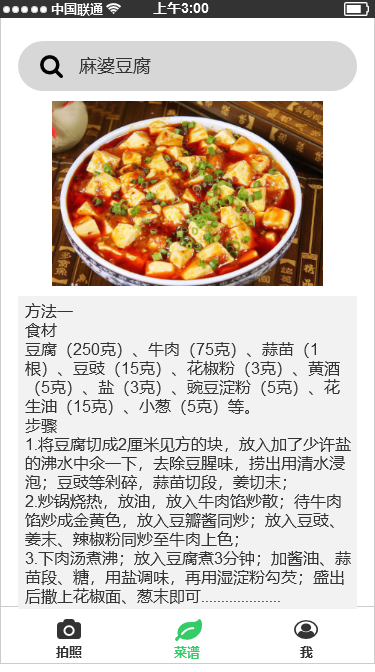 中国联通 上午3:00
麻婆豆腐
方法一
食材
豆腐（250克）、牛肉（75克）、蒜苗（1
根）、豆豉（15克）、花椒粉（3克）、黄酒
（5克）、盐（3克）、豌豆淀粉（5克）、花
生油（15克）、小葱（5克）等。
步骤
1.将豆腐切成2厘米见方的块，放入加了少许盐
的沸水中汆一下，去除豆腥味，捞出用清水浸
泡；豆豉等剁碎，蒜苗切段，姜切末；
2.炒锅烧热，放油，放入牛肉馅炒散；待牛肉
馅炒成金黄色，放入豆瓣酱同炒；放入豆豉、
姜末、辣椒粉同炒至牛肉上色；
3.下肉汤煮沸；放入豆腐煮3分钟；加酱油、蒜
苗段、糖，用盐调味，再用湿淀粉勾芡；盛出
后撒上花椒面、葱末即可....................
拍照 菜谱 我